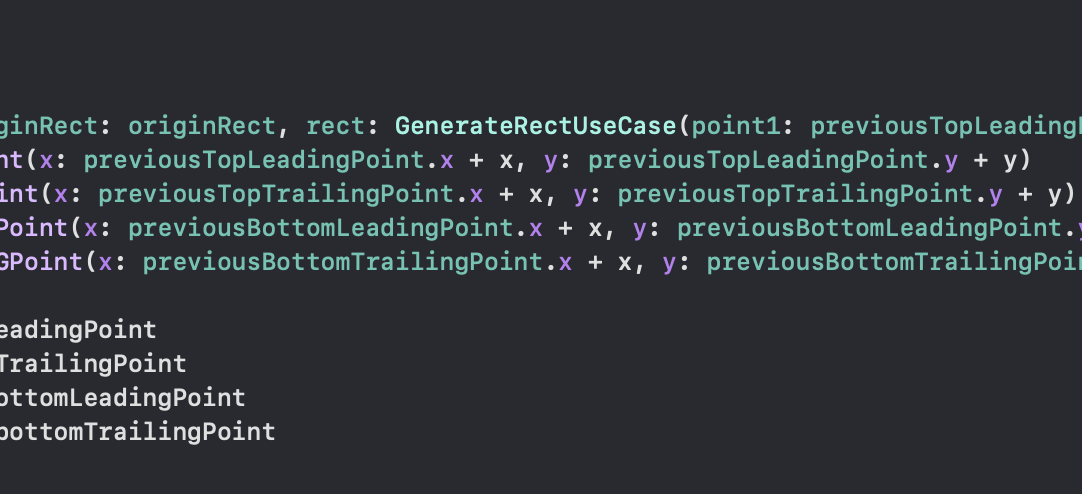 ginRect: originRect, rect: GenerateRectUseCase(point1: previousTopLeading
nt(x: previousTopLeadingPoint.x + x, y: previousTopLeadingPoint.y + y)
int(x: previousTopTrailingPoint.x + x, y: previousTopTrailingPoint.y + y)
Point(x: previousBottomLeadingPoint.x + x, y: previousBottomLeadingPoint.y
GPoint(x: previousBottomTrailingPoint.x + x, y: previousBottomTrailingPoin
eadingPoint
TrailingPoint
ottomLeadingPoint
bottomTrailingPoint